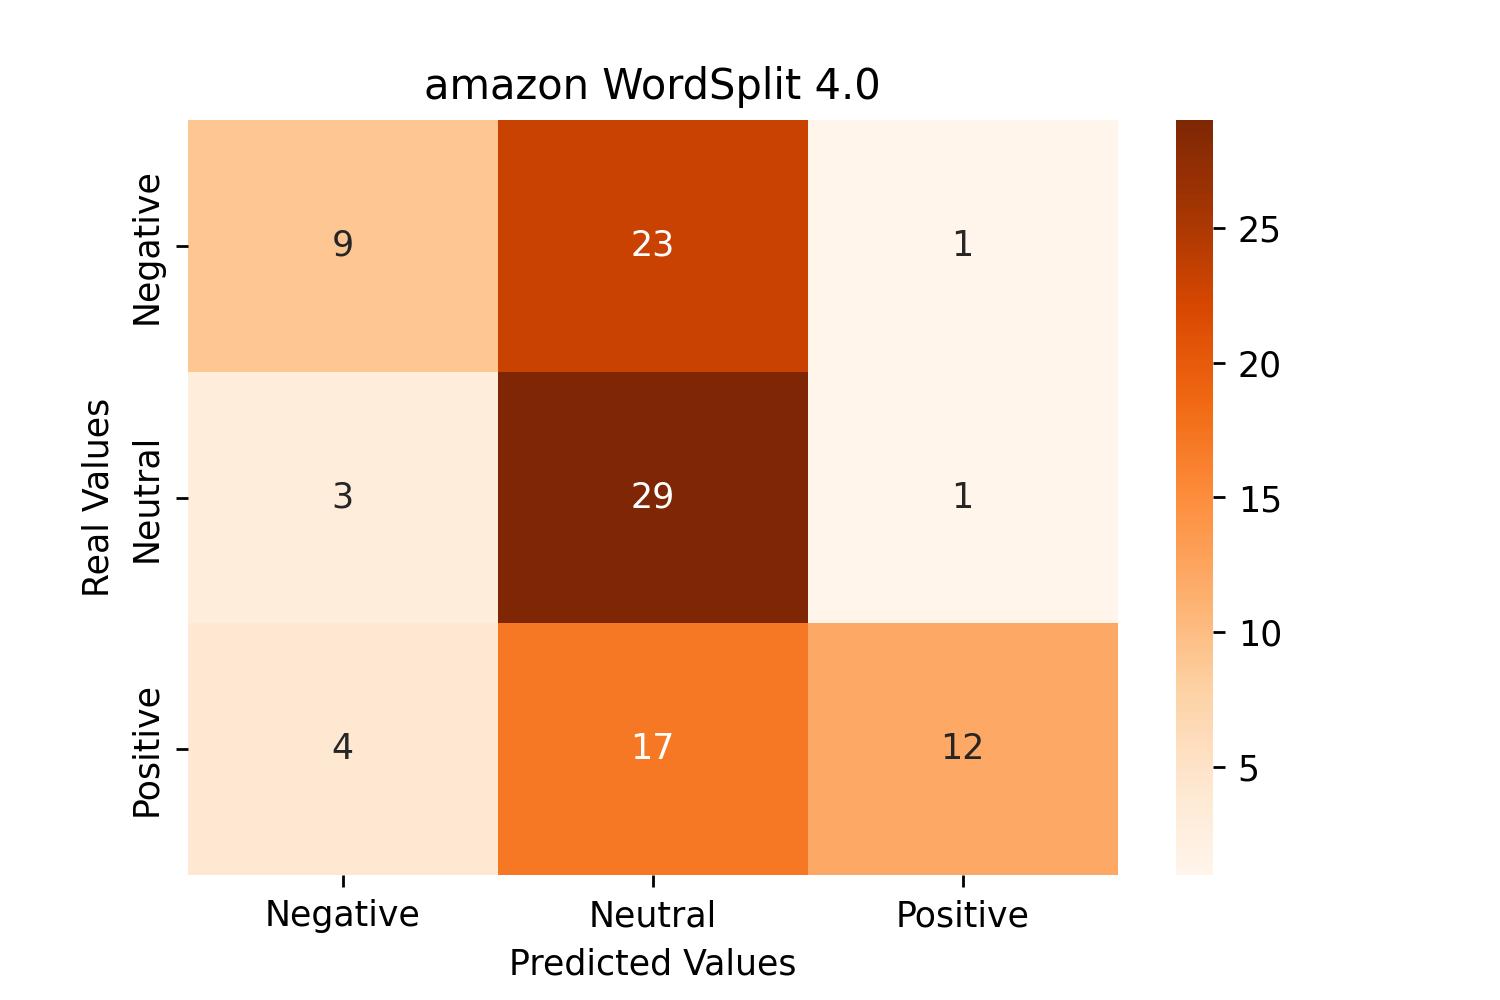 amazon WordSplit 4.0
Real Values
Negative
9
23
1
Neutral
3
29
1
Positive
4
17
12
Negative
Neutral
Positive
Predicted Values
25
20
15
10
5